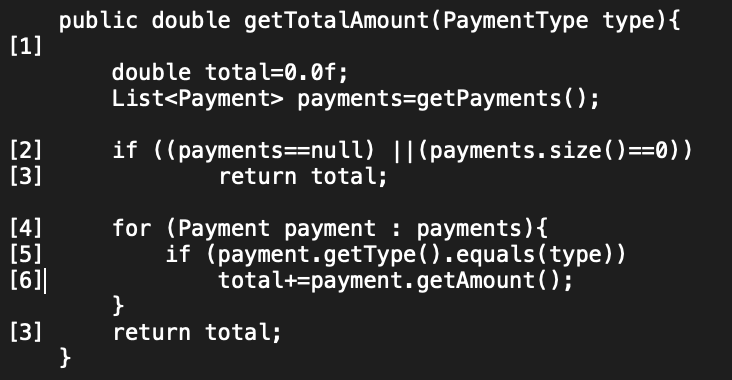 public double getTotalAmount(PaymentType type){
[1]
double total=0.0f;
List<Payment> payments=getPayments();
[2] if ((payments==null) ||(payments.size()==0))
[3] return total;
[4] for (Payment payment : payments){
[5] if (payment.getType().equals(type))
[6] total+=payment.getAmount();
}
[3] return total;
}